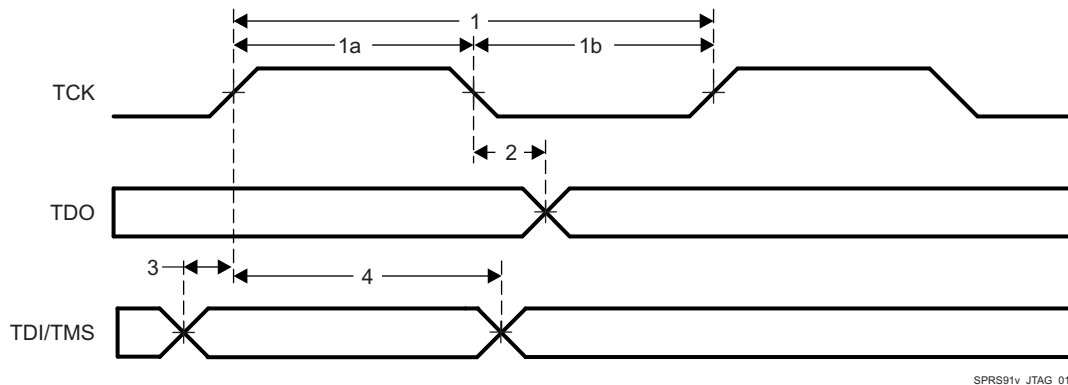 1
1a
1b
TCK
2
TDO
3
4
TDI/TMS
SPRS91v_JTAG_01